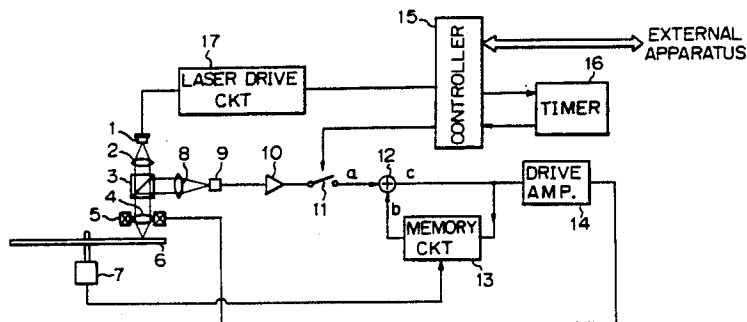 15
EXTERNAL
APPARATUS
17
CONTROLLER
16
LASER DRIVE
CKT
TIMER
1
2
3
8
9
10
12
DRIVE
AMP.
a
c
4
11
b
14
5
MEMORY
CKT
6
13
7